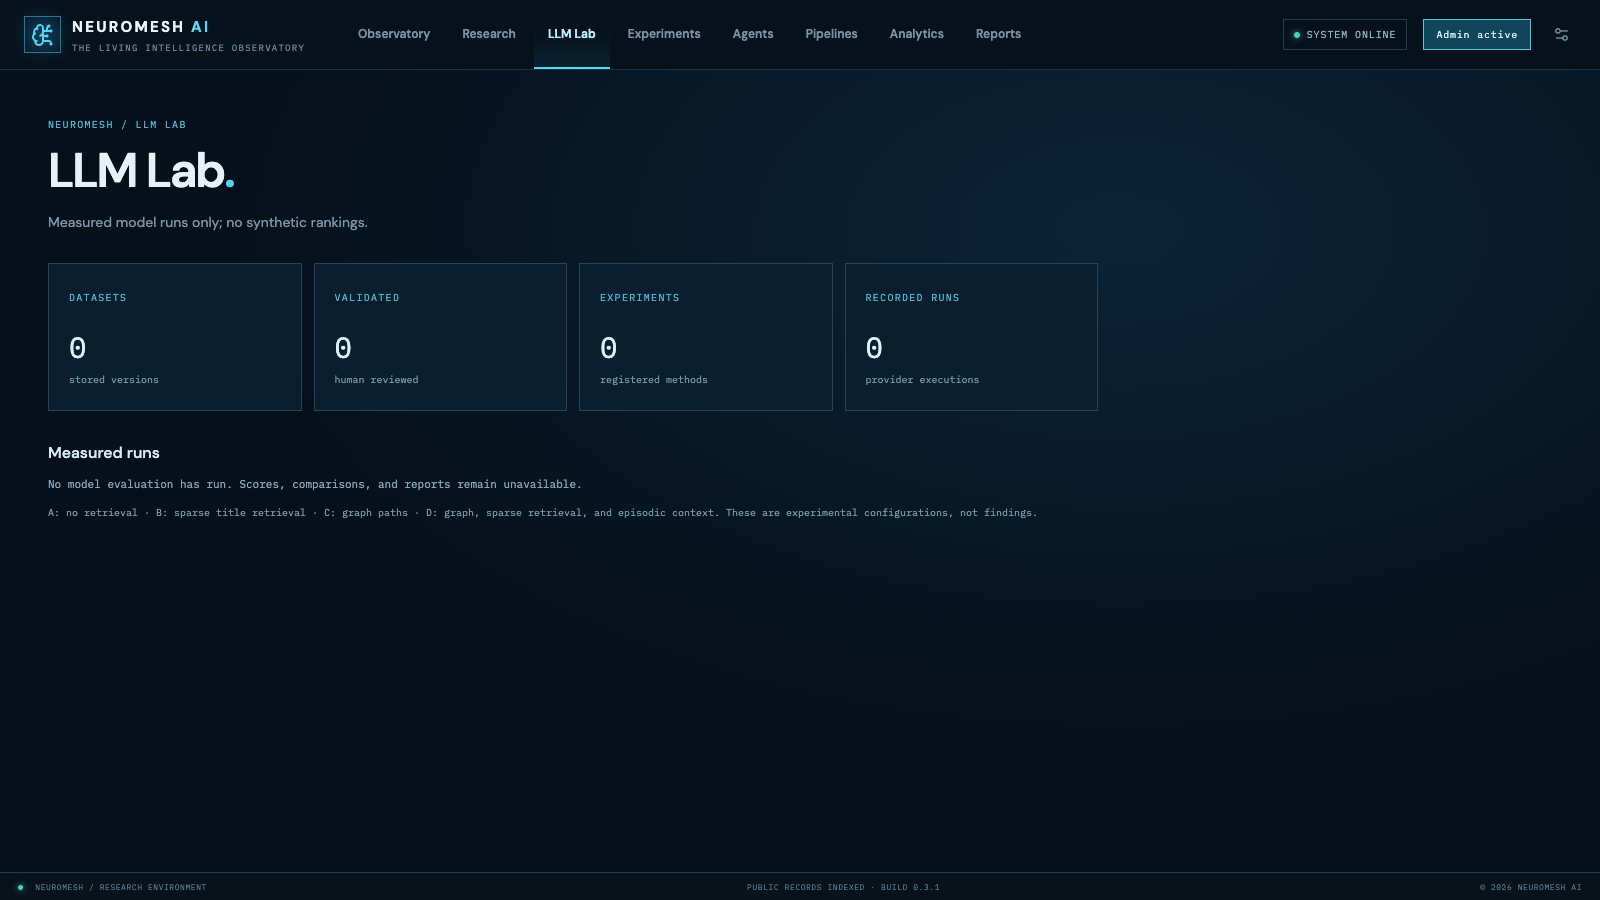 NEUROMESH AI
THE LIVING INTELLIGENCE OBSERVATORY
Observatory
Research
LLM Lab
Experiments
Agents
Pipelines
Analytics
Reports
SYSTEM ONLINE
Admin active
NEUROMESH / LLM LAB
LLM Lab.
Measured model runs only; no synthetic rankings.
DATASETS
0
stored versions
VALIDATED
0
human reviewed
EXPERIMENTS
0
registered methods
RECORDED RUNS
0
provider executions
Measured runs
No model evaluation has run. Scores, comparisons, and reports remain unavailable.
A: no retrieval · B: sparse title retrieval · C: graph paths · D: graph, sparse retrieval, and episodic context. These are experimental configurations, not findings.
NEUROMESH / RESEARCH ENVIRONMENT
PUBLIC RECORDS INDEXED · BUILD 0.3.1
© 2026 NEUROMESH AI